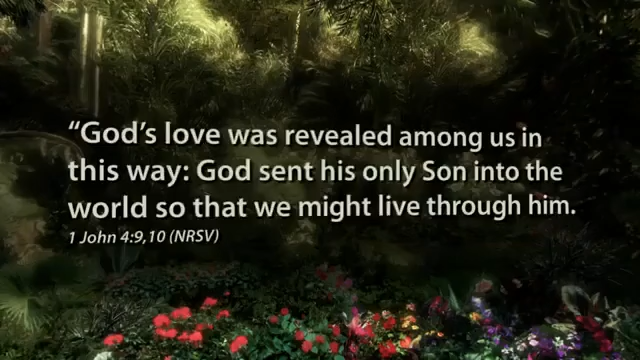 “God’s love was revealed among us in
this way: God sent his only Son into the
world so that we might live through him.
1 John 4:9,10 (NRSV)